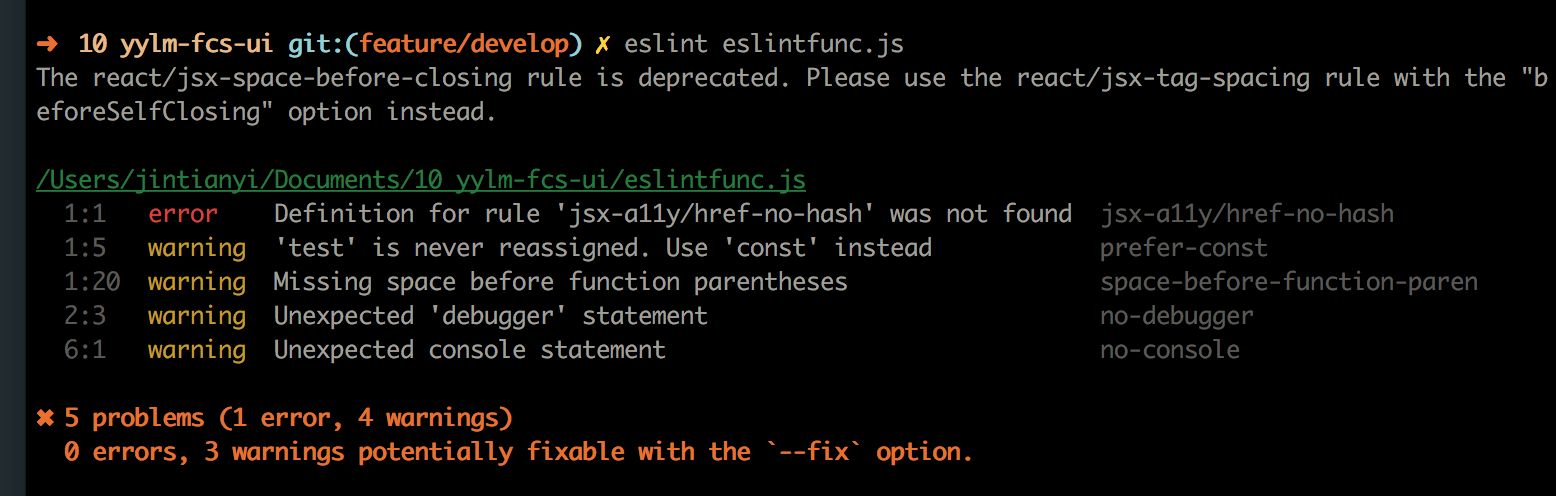 ➜ 10 yylm-fcs-ui git:(feature/develop) ✗ eslint eslintfunc.js
The react/jsx-space-before-closing rule is deprecated. Please use the react/jsx-tag-spacing rule with the "b
eforeSelfClosing" option instead.
/Users/jintianyi/Documents/10 yylm-fcs-ui/eslintfunc.js
1:1 error Definition for rule 'jsx-a11y/href-no-hash' was not found jsx-a11y/href-no-hash
1:5 warning 'test' is never reassigned. Use 'const' instead prefer-const
1:20 warning Missing space before function parentheses space-before-function-paren
2:3 warning Unexpected 'debugger' statement no-debugger
6:1 warning Unexpected console statement no-console
✖ 5 problems (1 error, 4 warnings)
0 errors, 3 warnings potentially fixable with the `--fix` option.